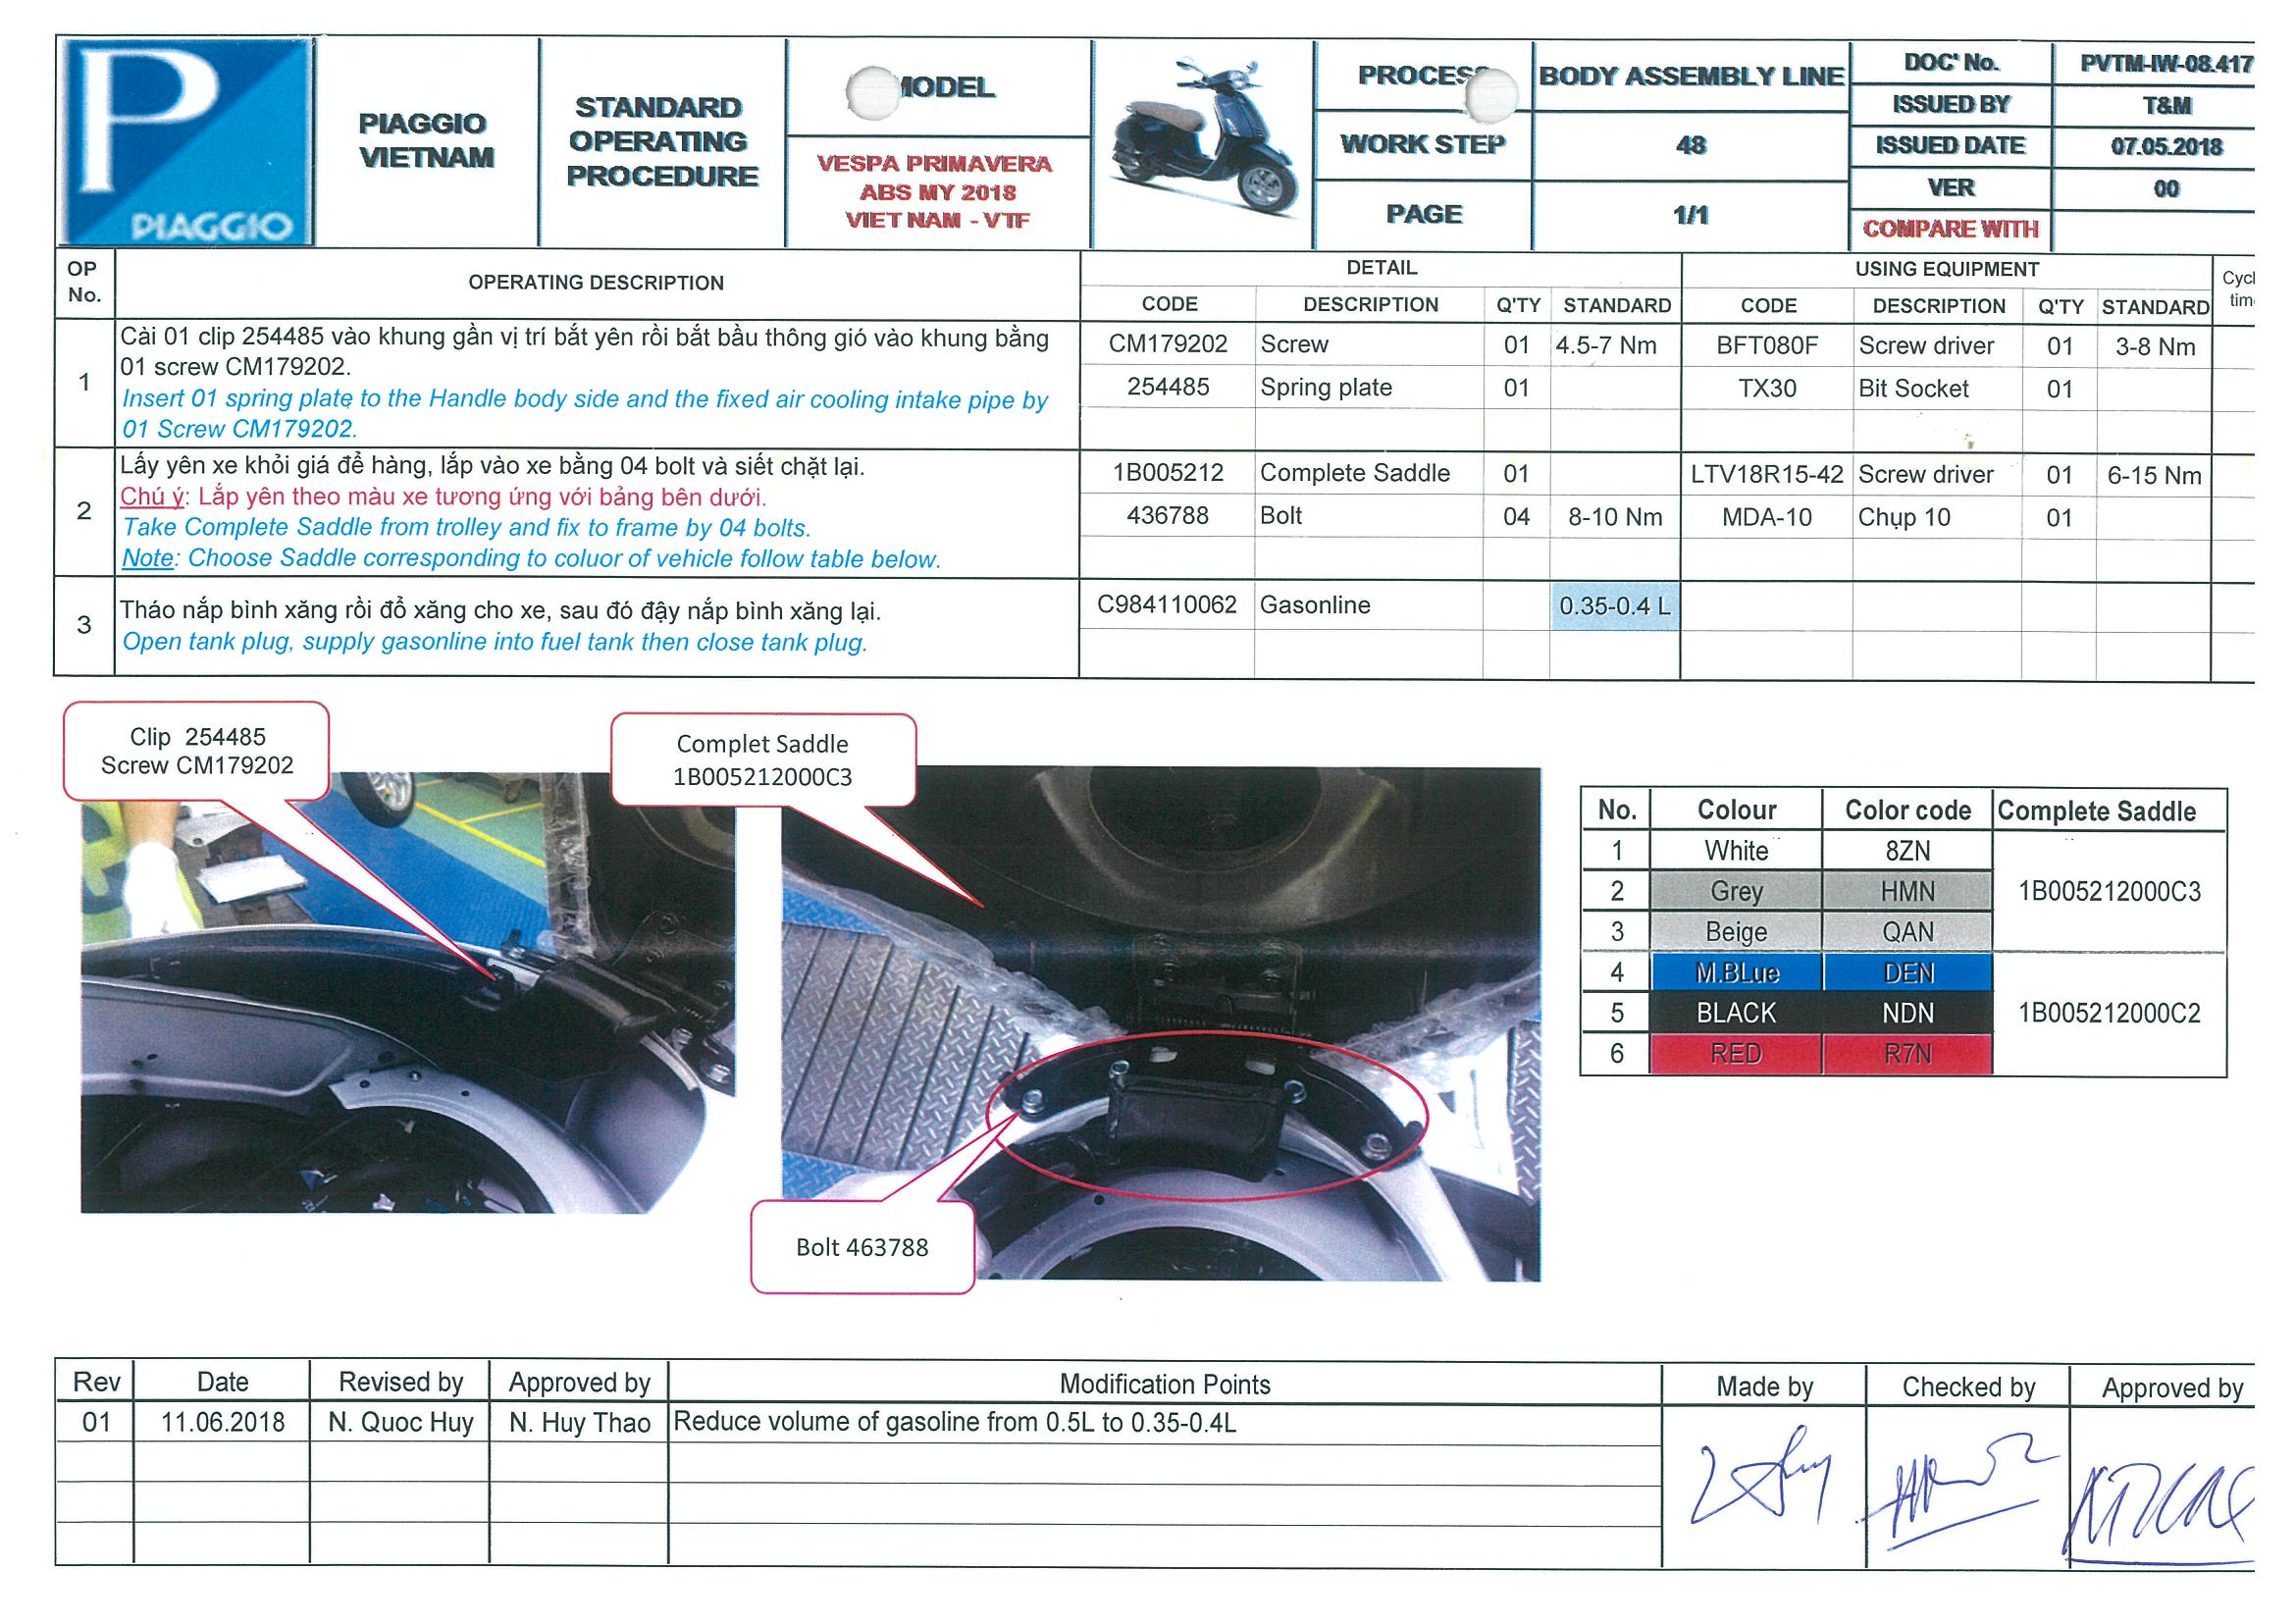 P
PIAGGIO
PIAGGIO
VIETNAM
STANDARD
OPERATING
PROCEDURE
VESPA PRIMAVERA
ABS MY 2018
VIET NAM - VTF
WORK STEP
PAGE
BODY ASSEMBLY LINE
48
1/1
DOC' No. PVTM-IW-08.417
ISSUED BY T&M
ISSUED DATE 07.05.2018
VER 00
COMPARE WITH
OP
No.
OPERATING DESCRIPTION
DETAIL
USING EQUIPMENT
CODE DESCRIPTION Q'TY STANDARD CODE DESCRIPTION Q'TY STANDARD
1
Cài 01 clip 254485 vào khung gần vị trí bắt yên rồi bắt bầu thông gió vào khung bằng
01 screw CM179202.
Insert 01 spring plate to the Handle body side and the fixed air cooling intake pipe by
01 Screw CM179202.
CM179202 Screw 01 4.5-7 Nm BFT080F Screw driver 01 3-8 Nm
254485 Spring plate 01 TX30 Bit Socket 01
2
Lấy yên xe khỏi giá để hàng, lắp vào xe bằng 04 bolt và siết chặt lại.
Chú ý: Lắp yên theo màu xe tương ứng với bảng bên dưới.
Take Complete Saddle from trolley and fix to frame by 04 bolts.
Note: Choose Saddle corresponding to coluor of vehicle follow table below.
1B005212 Complete Saddle 01 LTV18R15-42 Screw driver 01 6-15 Nm
436788 Bolt 04 8-10 Nm MDA-10 Chụp 10 01
3
Tháo nắp bình xăng rồi đổ xăng cho xe, sau đó đậy nắp bình xăng lại.
Open tank plug, supply gasonline into fuel tank then close tank plug.
C984110062 Gasonline 0.35-0.4 L
Clip 254485
Screw CM179202
Complet Saddle
1B005212000C3
Bolt 463788
No. Colour Color code Complete Saddle
1 White 8ZN
2 Grey HMN 1B005212000C3
3 Beige QAN
4 M.BLue DEN
5 BLACK NDN 1B005212000C2
6 RED R7N
Rev Date Revised by Approved by Modification Points Made by Checked by Approved by
01 11.06.2018 N. Quoc Huy N. Huy Thao Reduce volume of gasoline from 0.5L to 0.35-0.4L